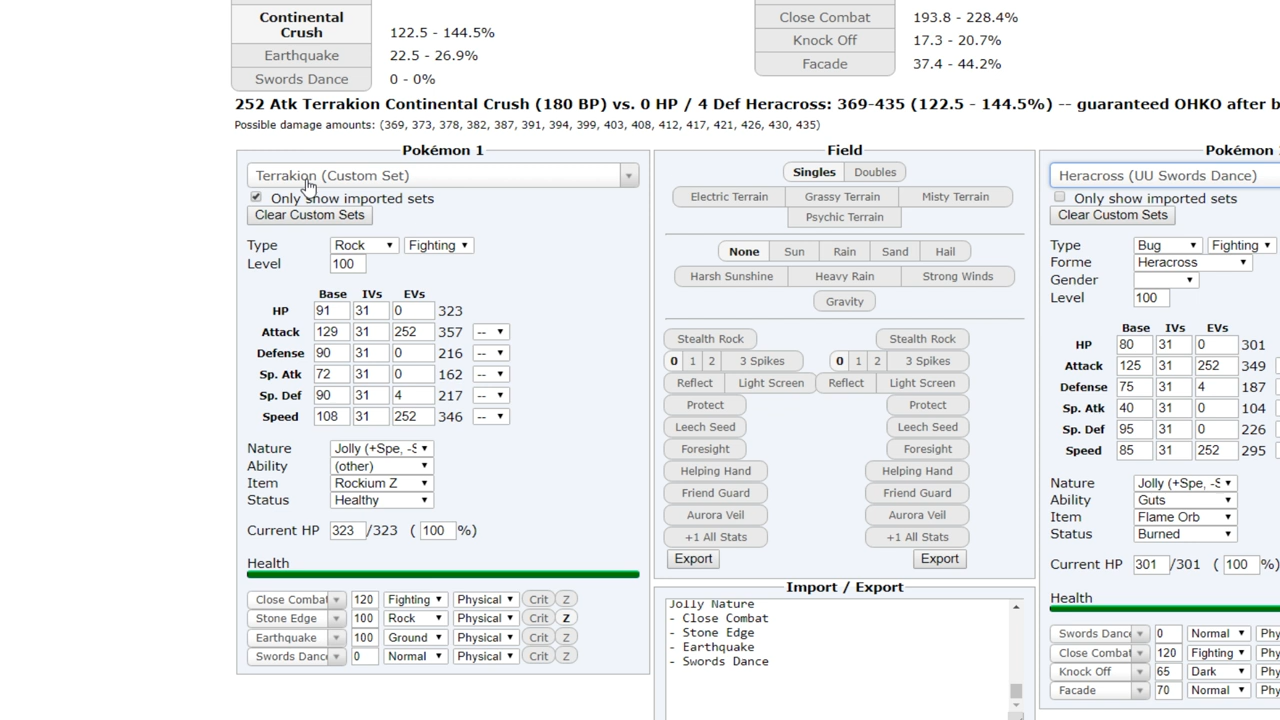 Continental
Crush
122.5 - 144.5%
Earthquake
22.5 - 26.9%
Swords Dance
0 - 0%
Close Combat
193.8 - 228.4%
Knock Off
17.3 - 20.7%
Facade
37.4 - 44.2%
252 Atk Terrakion Continental Crush (180 BP) vs. 0 HP / 4 Def Heracross: 369-435 (122.5 - 144.5%) -- guaranteed OHKO after b
Possible damage amounts: (369, 373, 378, 382, 387, 391, 394, 399, 403, 408, 412, 417, 421, 426, 430, 435)
Pokémon 1
Terrakion (Custom Set)
Only show imported sets
Clear Custom Sets
Type Rock Fighting
Level 100
Base IVs EVs
HP 91 31 0 323
Attack 129 31 252 357 --
Defense 90 31 0 216 --
Sp. Atk 72 31 0 162 --
Sp. Def 90 31 4 217 --
Speed 108 31 252 346 --
Nature Jolly (+Spe, -S
Ability (other)
Item Rockium Z
Status Healthy
Current HP 323 /323 ( 100 %)
Health
Close Combat 120 Fighting Physical Crit Z
Stone Edge 100 Rock Physical Crit Z
Earthquake 100 Ground Physical Crit Z
Swords Danc 0 Normal Physical Crit Z
Field
Singles Doubles
Electric Terrain Grassy Terrain Misty Terrain
Psychic Terrain
None Sun Rain Sand Hail
Harsh Sunshine Heavy Rain Strong Winds
Gravity
Stealth Rock Stealth Rock
0 1 2 3 Spikes 0 1 2 3 Spikes
Reflect Light Screen Reflect Light Screen
Protect Protect
Leech Seed Leech Seed
Foresight Foresight
Helping Hand Helping Hand
Friend Guard Friend Guard
Aurora Veil Aurora Veil
+1 All Stats +1 All Stats
Export Export
Import / Export
Jolly Nature
- Close Combat
- Stone Edge
- Earthquake
- Swords Dance
Pokémon
Heracross (UU Swords Dance)
Only show imported sets
Clear Custom Sets
Type Bug Fighting
Forme Heracross
Gender
Level 100
Base IVs EVs
HP 80 31 0 301
Attack 125 31 252 349
Defense 75 31 4 187
Sp. Atk 40 31 0 104
Sp. Def 95 31 0 226
Speed 85 31 252 295
Nature Jolly (+Spe, -S
Ability Guts
Item Flame Orb
Status Burned
Current HP 301 /301 ( 100 %)
Health
Swords Danc 0 Normal Phy
Close Combat 120 Fighting Phy
Knock Off 65 Dark Phy
Facade 70 Normal Phy